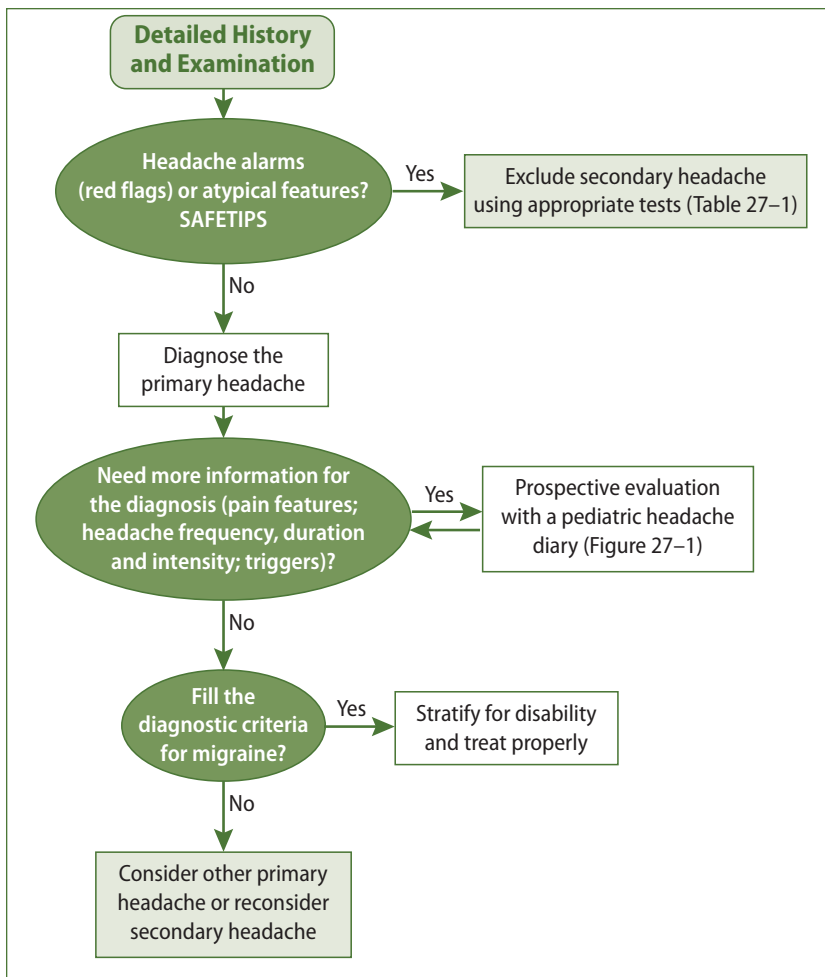 Detailed History
and Examination
Headache alarms
(red flags) or atypical features?
SAFETIPS
Yes
Exclude secondary headache
using appropriate tests (Table 27–1)
No
Diagnose the
primary headache
Need more information for
the diagnosis (pain features;
headache frequency, duration
and intensity; triggers)?
Yes
Prospective evaluation
with a pediatric headache
diary (Figure 27–1)
No
Fill the
diagnostic criteria
for migraine?
Yes
Stratify for disability
and treat properly
No
Consider other primary
headache or reconsider
secondary headache